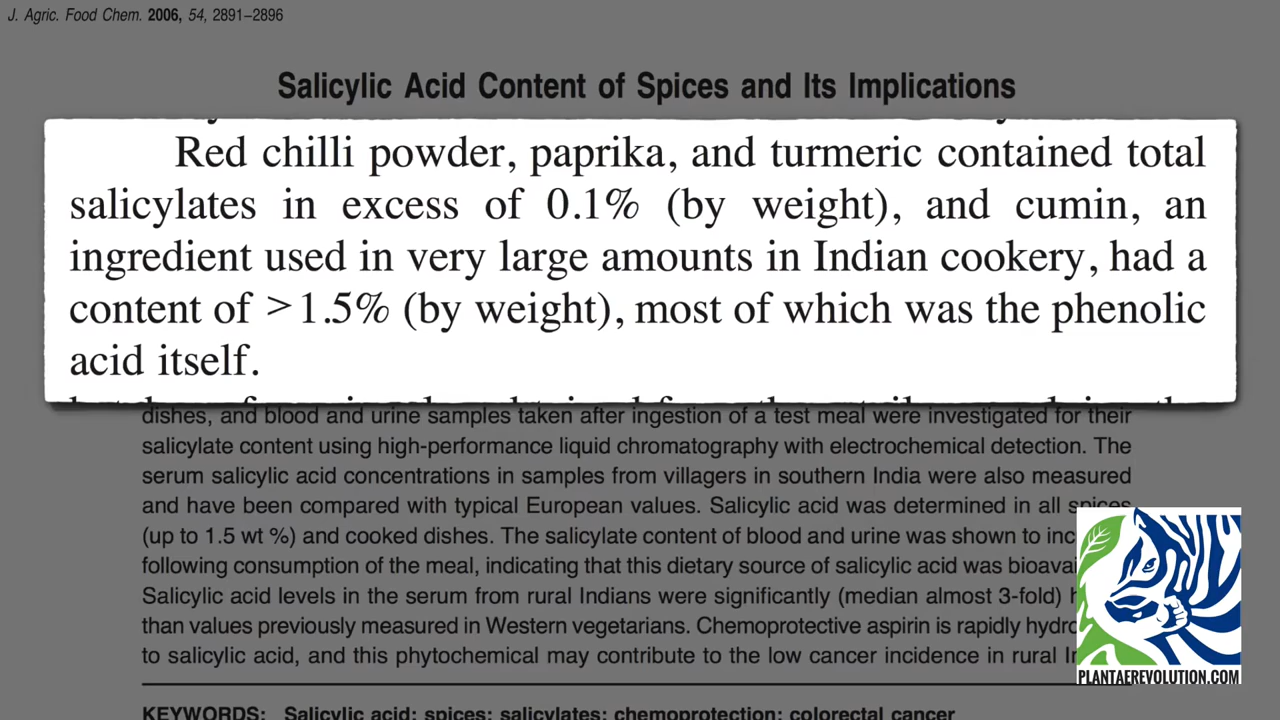 J. Agric. Food Chem. 2006, 54, 2891–2896
Salicylic Acid Content of Spices and Its Implications
Red chilli powder, paprika, and turmeric contained total
salicylates in excess of 0.1% (by weight), and cumin, an
ingredient used in very large amounts in Indian cookery, had a
content of >1.5% (by weight), most of which was the phenolic
acid itself.
dishes, and blood and urine samples taken after ingestion of a test meal were investigated for their
salicylate content using high-performance liquid chromatography with electrochemical detection. The
serum salicylic acid concentrations in samples from villagers in southern India were also measured
and have been compared with typical European values. Salicylic acid was determined in all spices
(up to 1.5 wt %) and cooked dishes. The salicylate content of blood and urine was shown to
following consumption of the meal, indicating that this dietary source of salicylic acid was
Salicylic acid levels in the serum from rural Indians were significantly (median almost 3-fold)
than values previously measured in Western vegetarians. Chemoprotective aspirin is rapidly
to salicylic acid, and this phytochemical may contribute to the low cancer incidence in rural
KEYWORDS: Salicylic acid; spices; salicylates; chemoprotection; colorectal cancer
PLANTAEREVOLUTION.COM